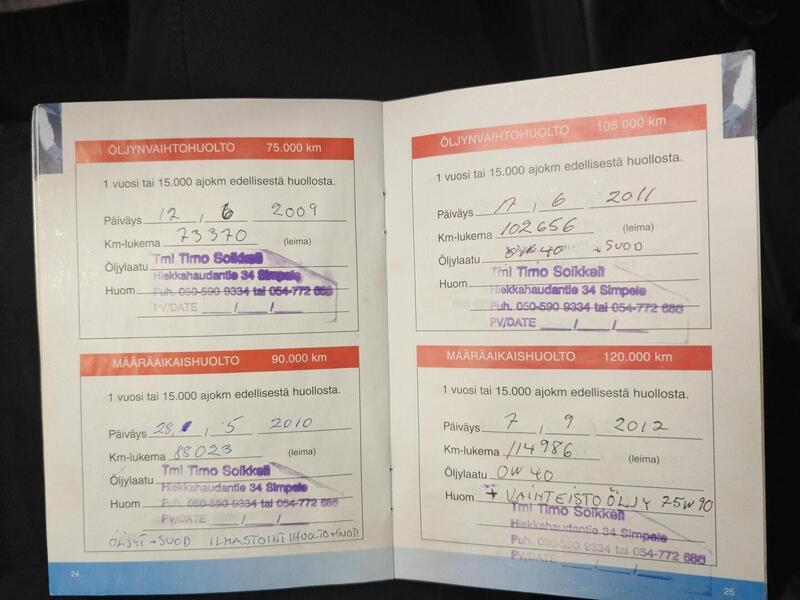 ÖLJYNVAIHTOHUOLTO 75.000 km
1 vuosi tai 15.000 ajokm edellisestä huollosta.
Päiväys 12 , 6 2009
Km-lukema 73370 (leima)
Öljylaatu Tmi Timo Soikkeli
Hiekkahaudantie 34 Simpele
Huom Puh. 050-590 9334 tai 054-772 688
PV/DATE / /
MÄÄRÄAIKAISHUOLTO 90.000 km
1 vuosi tai 15.000 ajokm edellisestä huollosta.
Päiväys 28 , 5 2010
Km-lukema 88023 (leima)
Öljylaatu Tmi Timo Soikkeli
Hiekkahaudantie 34 Simpele
Huom Puh. 050-590 9334 tai 054-772 688
PV/DATE / /
ÖLJYT + SUOD ILMASTOINTIHUOLTO + SUOD
24
ÖLJYNVAIHTOHUOLTO 105 000 km
1 vuosi tai 15.000 ajokm edellisestä huollosta.
Päiväys 17 , 6 2011
Km-lukema 102656 (leima)
Öljylaatu 40 + SUOD
Tmi Timo Soikkeli
Huom Hiekkahaudantie 34 Simpele
Puh. 050-590 9334 tai 054-772 688
PV/DATE / /
MÄÄRÄAIKAISHUOLTO 120.000 km
1 vuosi tai 15.000 ajokm edellisestä huollosta.
Päiväys 7 , 9 2012
Km-lukema 114986 (leima)
Öljylaatu 0W 40
Huom + VAIHTEISTOÖLJY 75W90
Tmi Timo Soikkeli
Hiekkahaudantie 34 Simpele
Puh. 050-590 9334 tai 054-772 688
PV/DATE / /
25